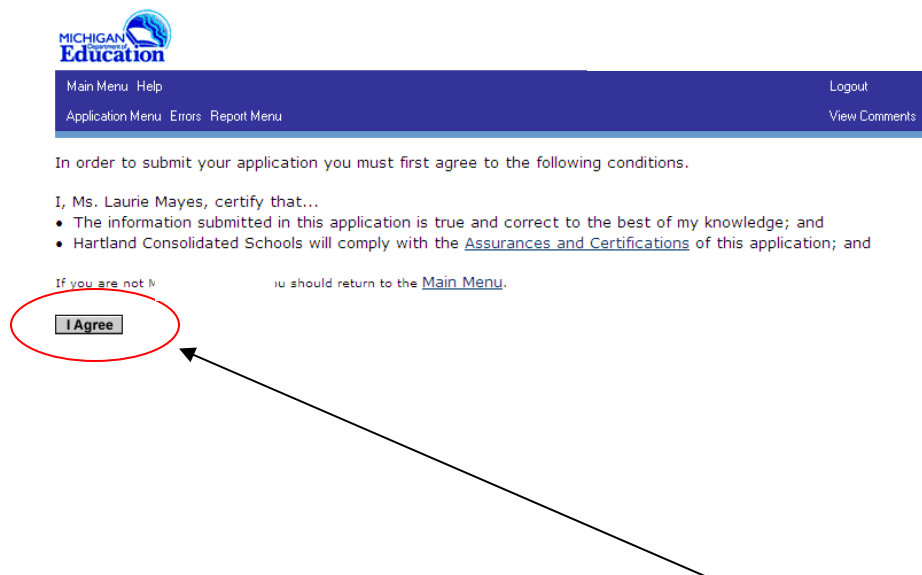 MICHIGAN
Department of
Education
Main Menu Help Logout
Application Menu Errors Report Menu View Comments
In order to submit your application you must first agree to the following conditions.
I, Ms. Laurie Mayes, certify that...
• The information submitted in this application is true and correct to the best of my knowledge; and
• Hartland Consolidated Schools will comply with the Assurances and Certifications of this application; and
If you are not should return to the Main Menu.
I Agree